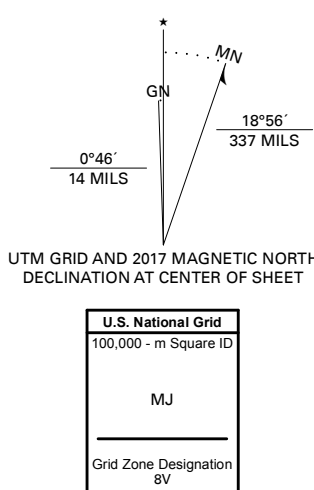 ★
MN
GN
18°56´
337 MILS
0°46´
14 MILS
UTM GRID AND 2017 MAGNETIC NORTH
DECLINATION AT CENTER OF SHEET
U.S. National Grid
100,000 - m Square ID
MJ
Grid Zone Designation
8V